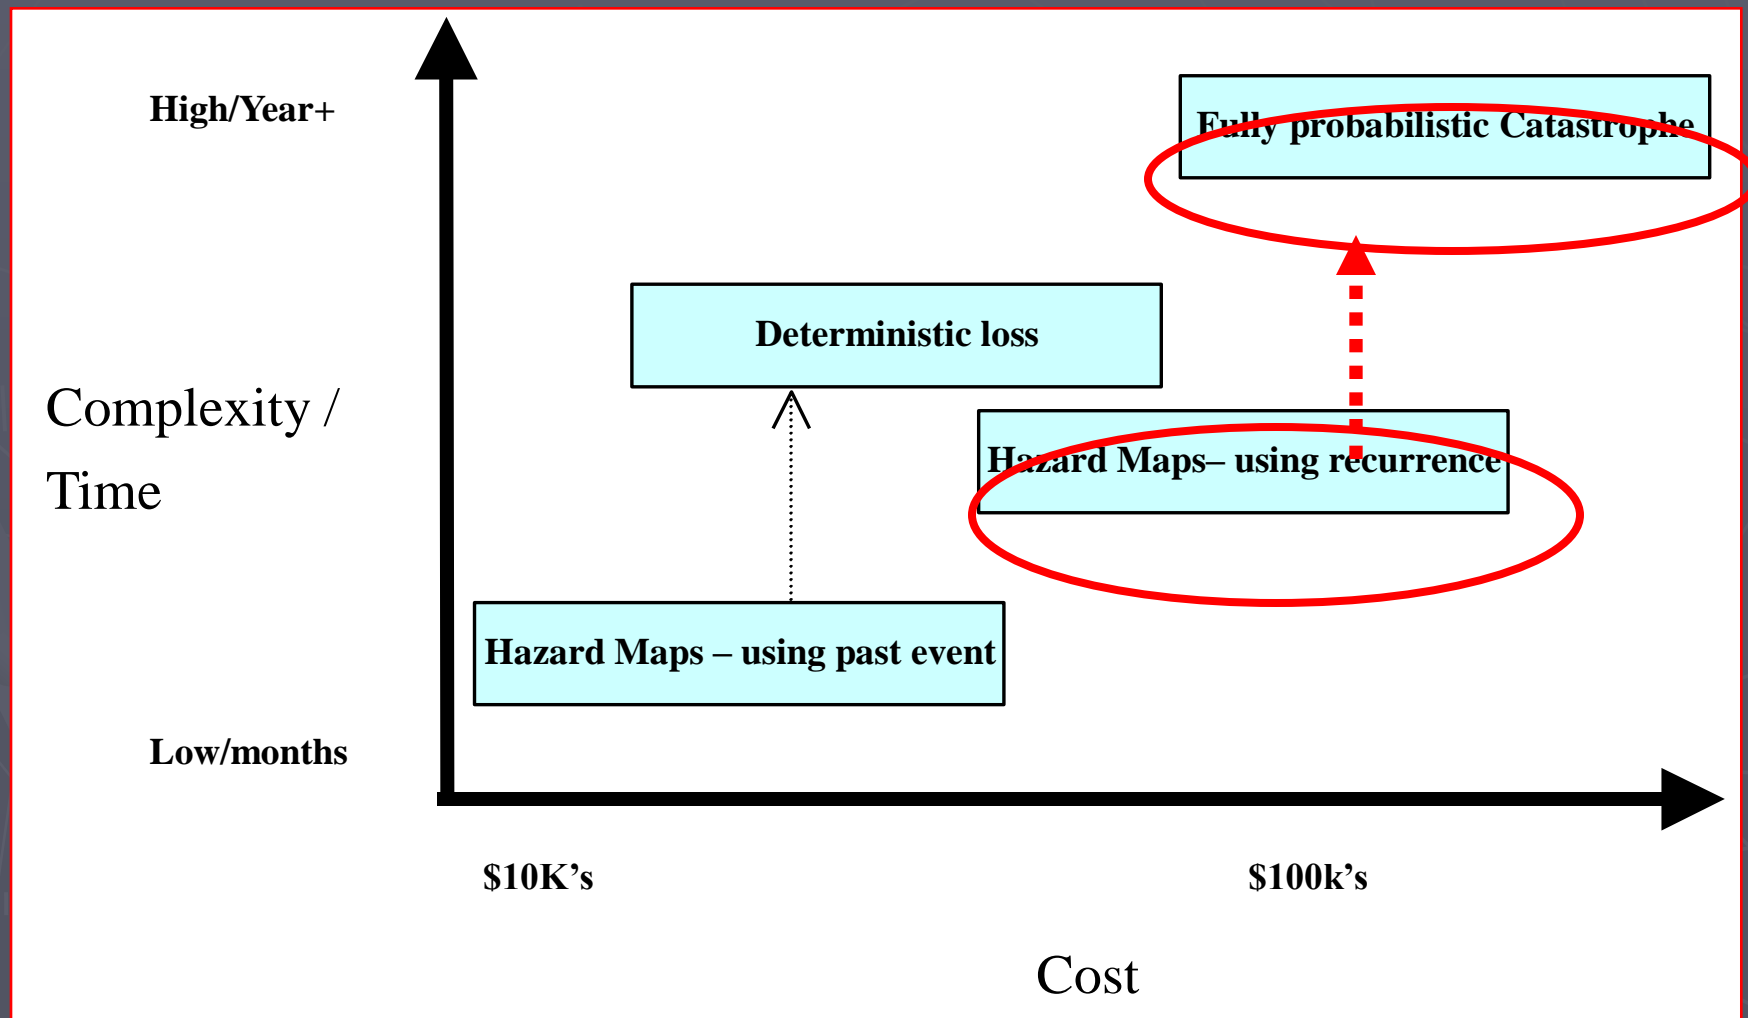 High/Year+
Fully probabilistic Catastrophe
Deterministic loss
Complexity /
Time
Hazard Maps– using recurrence
Hazard Maps – using past event
Low/months
$10K’s
$100k’s
Cost